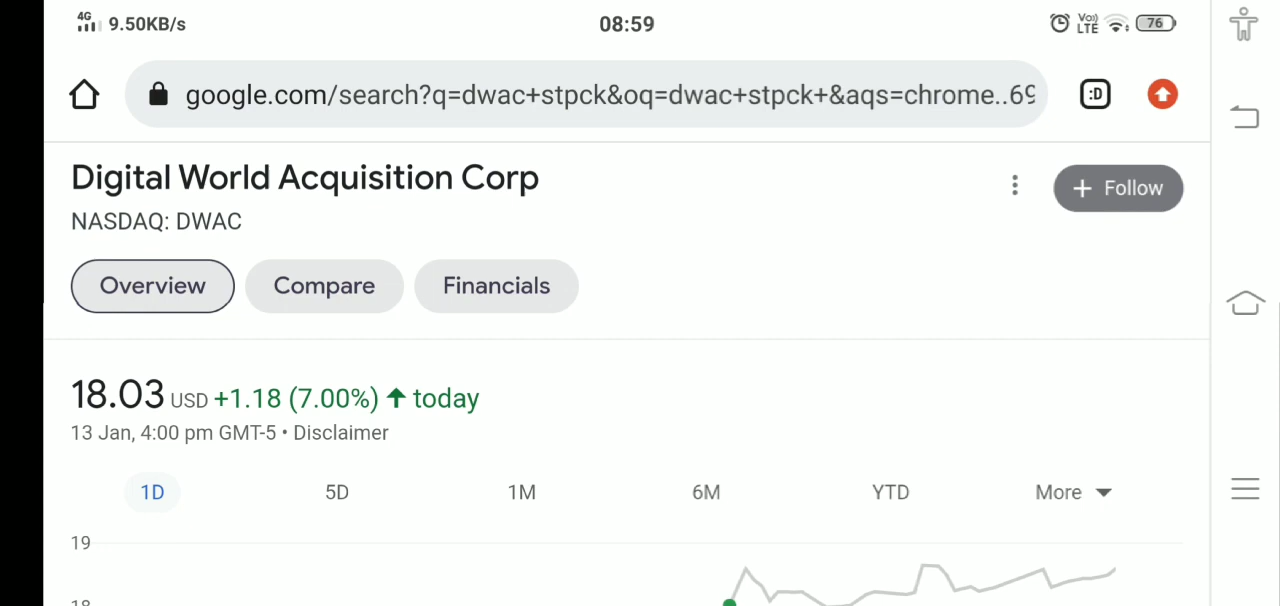 4G 9.50KB/s 08:59 Vo)) LTE 76
google.com/search?q=dwac+stpck&oq=dwac+stpck+&aqs=chrome..69
:D
Digital World Acquisition Corp
+ Follow
NASDAQ: DWAC
Overview Compare Financials
18.03 USD +1.18 (7.00%) ↑ today
13 Jan, 4:00 pm GMT-5 • Disclaimer
1D 5D 1M 6M YTD More
19
18